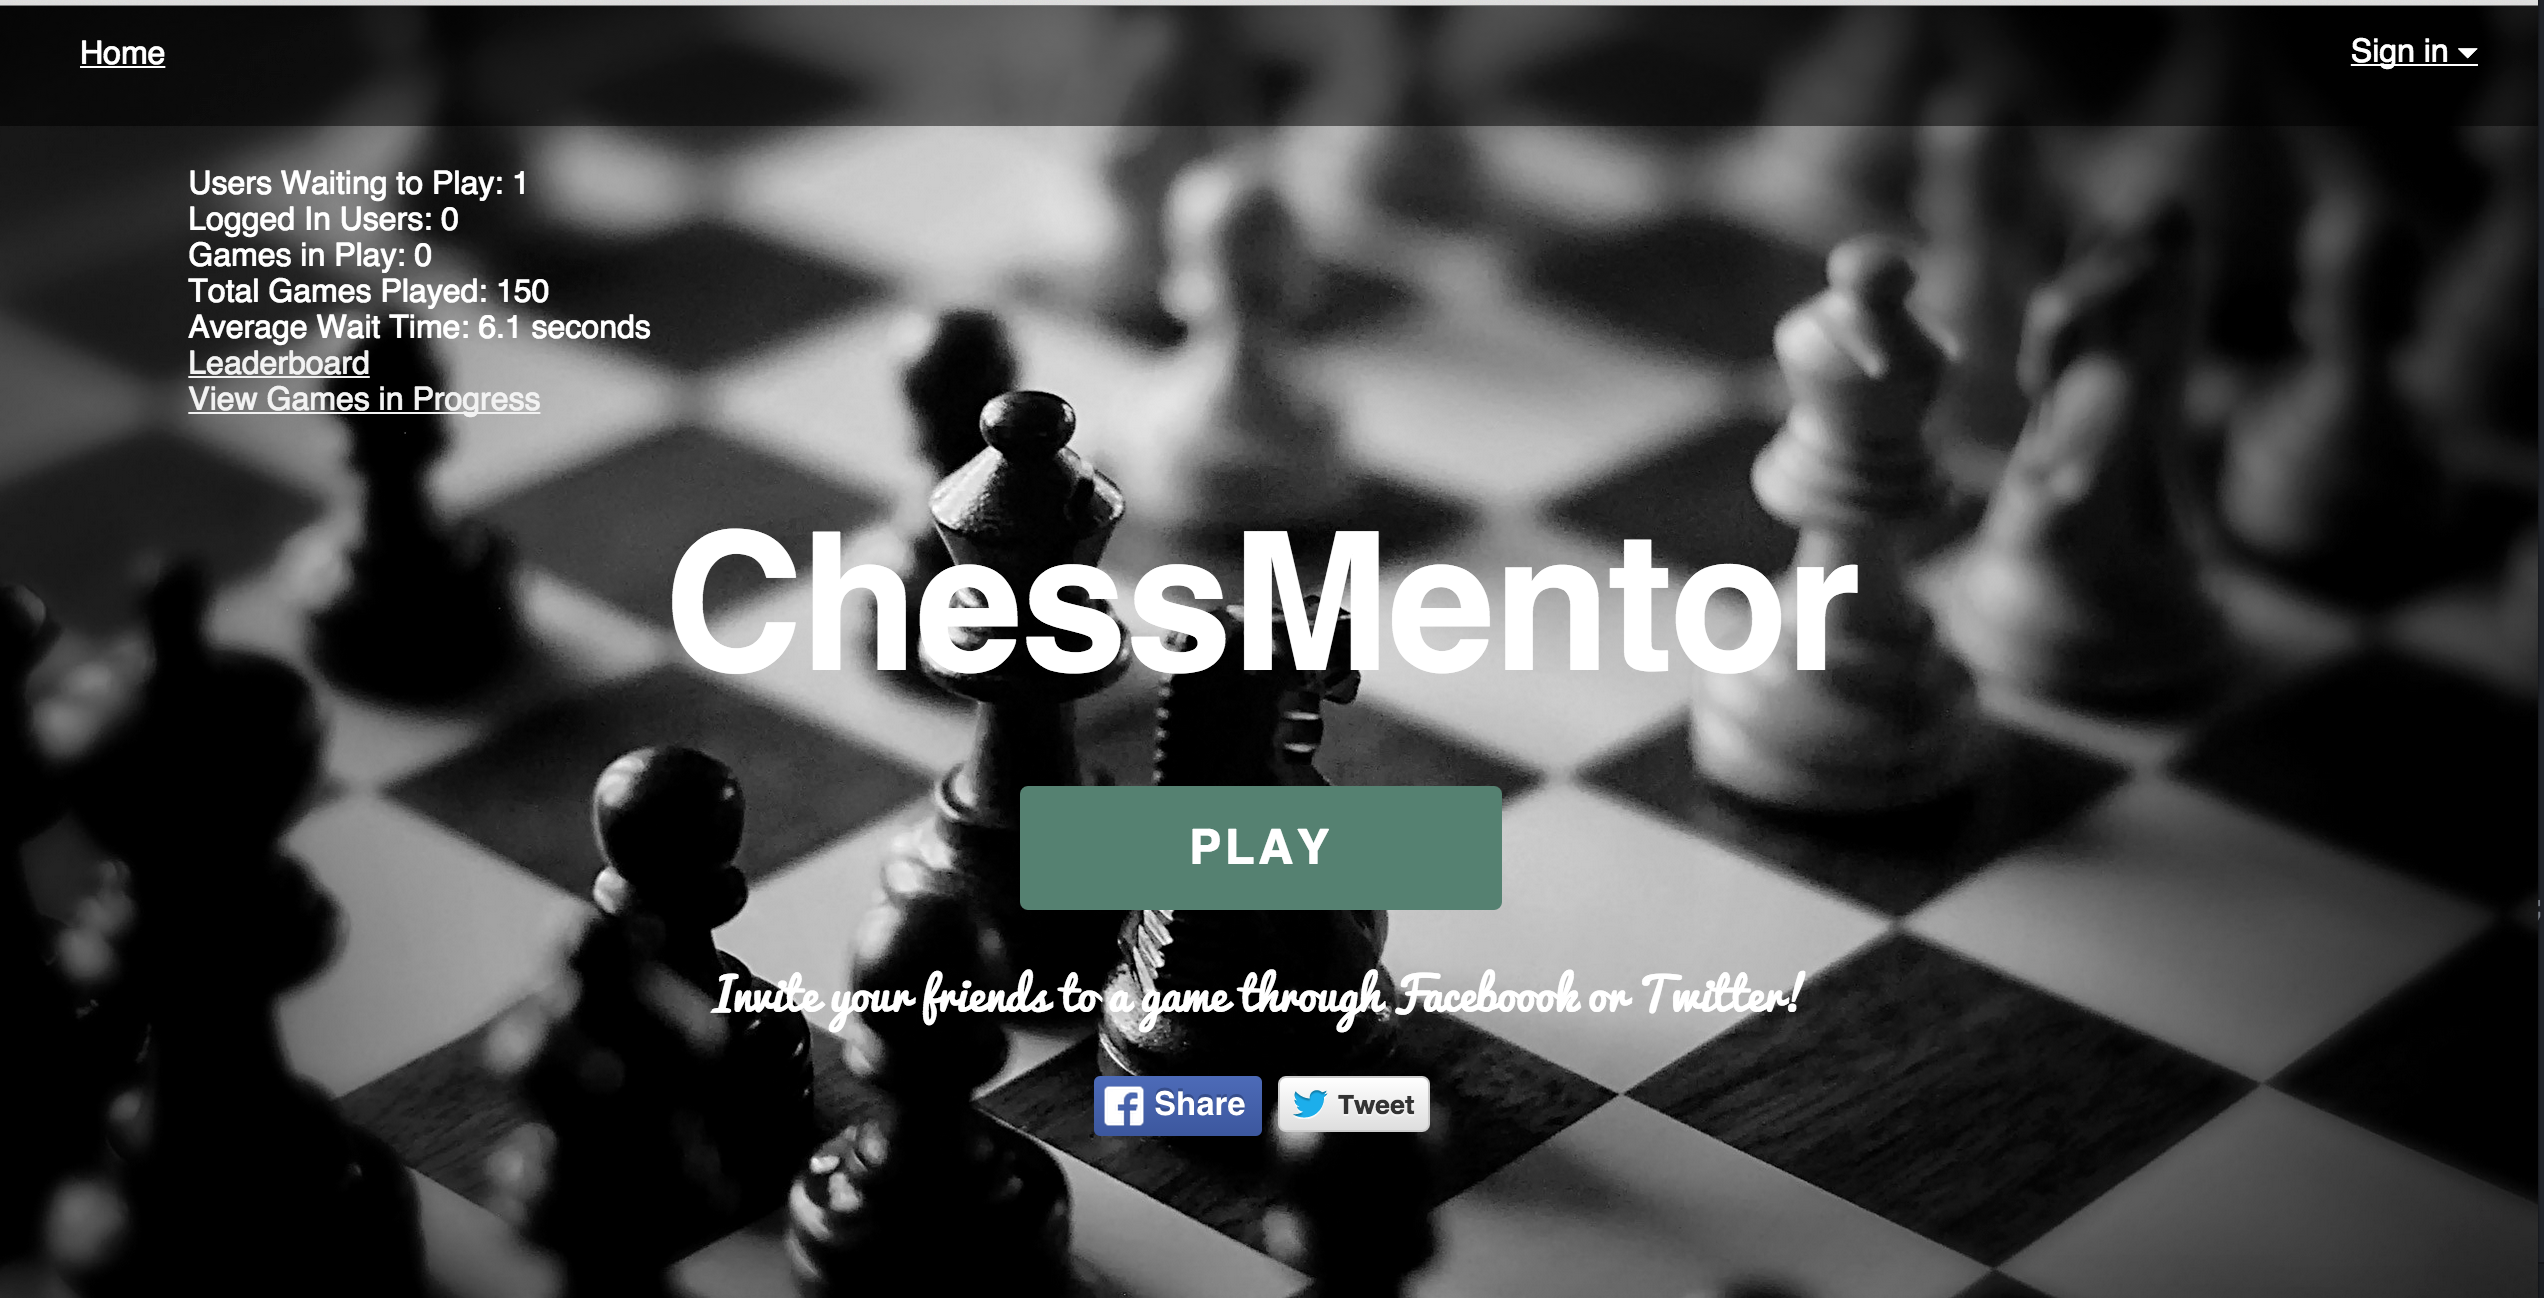 Home
Sign in
Users Waiting to Play: 1
Logged In Users: 0
Games in Play: 0
Total Games Played: 150
Average Wait Time: 6.1 seconds
Leaderboard
View Games in Progress
ChessMentor
PLAY
Invite your friends to a game through Faceboook or Twitter!
Share
Tweet